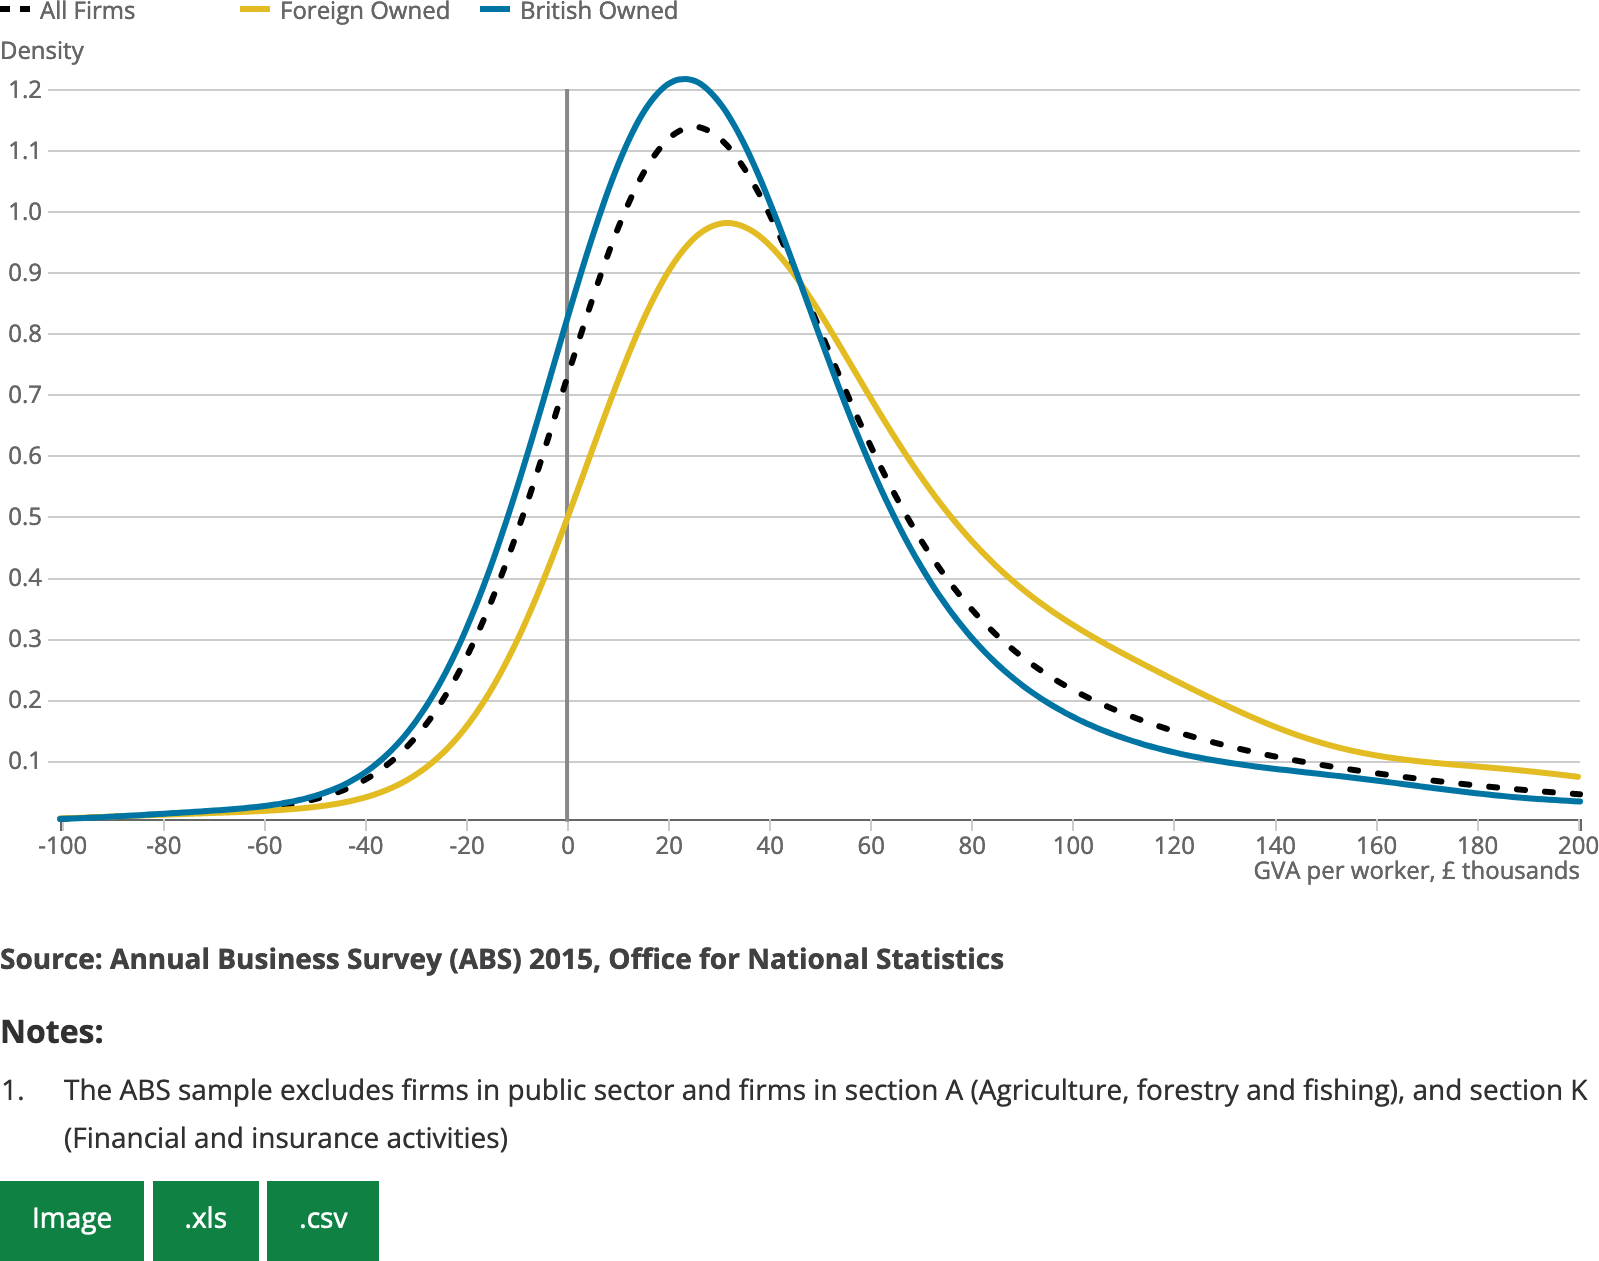 All Firms Foreign Owned British Owned
Density
1.2
1.1
1.0
0.9
0.8
0.7
0.6
0.5
0.4
0.3
0.2
0.1
-100 -80 -60 -40 -20 0 20 40 60 80 100 120 140 160 180 200
GVA per worker, £ thousands
Source: Annual Business Survey (ABS) 2015, Office for National Statistics
Notes:
1. The ABS sample excludes firms in public sector and firms in section A (Agriculture, forestry and fishing), and section K
(Financial and insurance activities)
Image .xls .csv